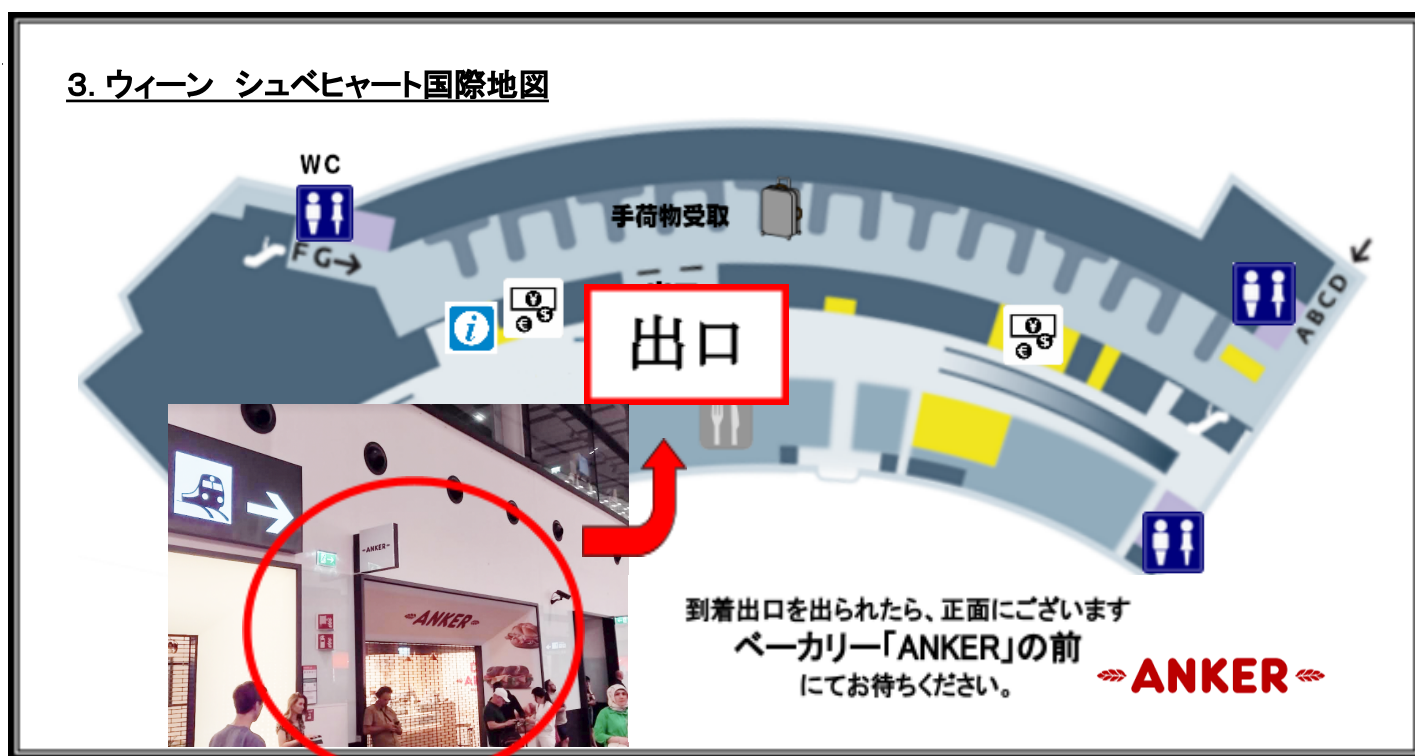 3. ウィーン　シュベヒャート国際地図
WC
手荷物受取
FG→
ABCD
出口
-ANKER-
ANKER
到着出口を出られたら、正面にございます
ベーカリー「ANKER」の前
にてお待ちください。
ANKER